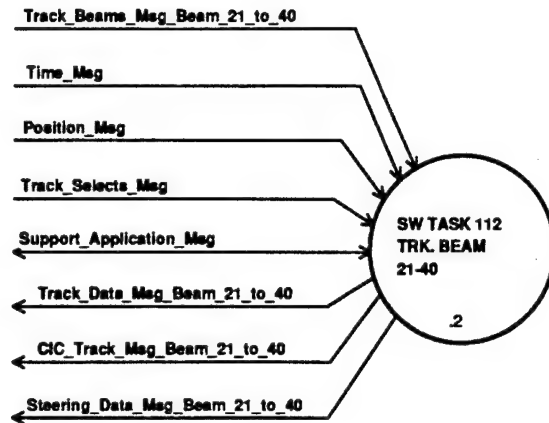 Track_Beams_Msg_Beam_21_to_40
Time_Msg
Position_Msg
Track_Selects_Msg
Support_Application_Msg
Track_Data_Msg_Beam_21_to_40
CIC_Track_Msg_Beam_21_to_40
Steering_Data_Msg_Beam_21_to_40
SW TASK 112
TRK. BEAM
21-40
.2